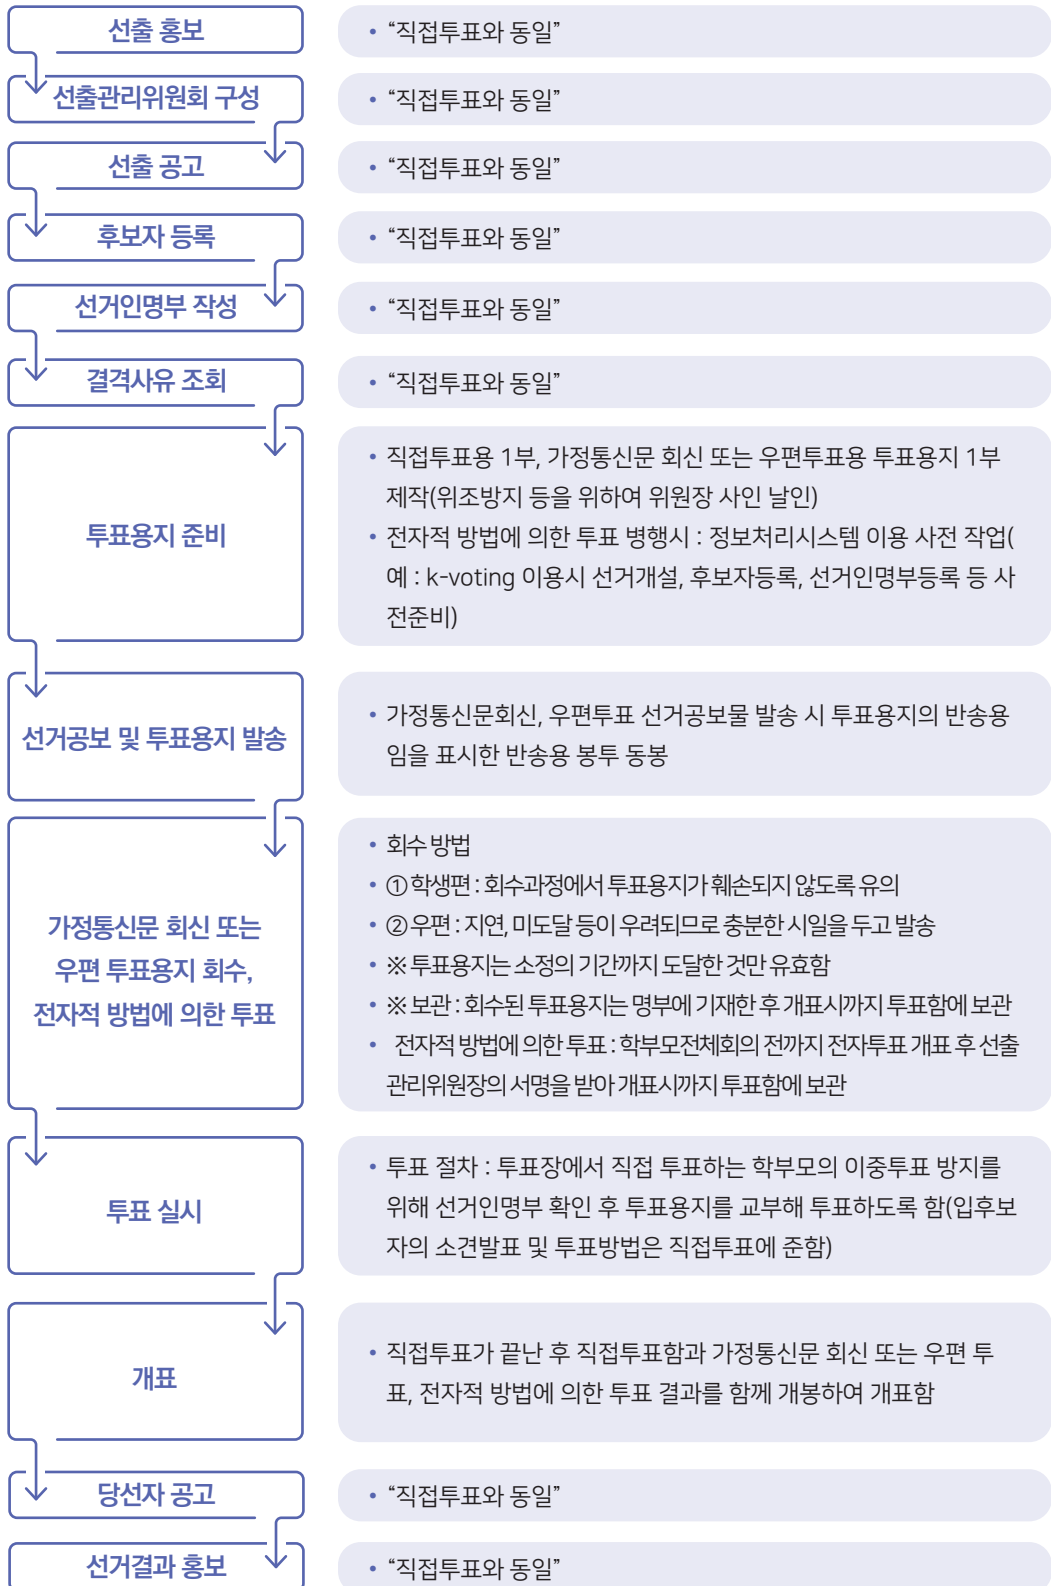 선출 홍보
• “직접투표와 동일”
선출관리위원회 구성
• “직접투표와 동일”
선출 공고
• “직접투표와 동일”
후보자 등록
• “직접투표와 동일”
선거인명부 작성
• “직접투표와 동일”
결격사유 조회
• “직접투표와 동일”
투표용지 준비
• 직접투표용 1부, 가정통신문 회신 또는 우편투표용 투표용지 1부
제작(위조방지 등을 위하여 위원장 사인 날인)
• 전자적 방법에 의한 투표 병행시 : 정보처리시스템 이용 사전 작업(
예 : k-voting 이용시 선거개설, 후보자등록, 선거인명부등록 등 사
전준비)
선거공보 및 투표용지 발송
• 가정통신문회신, 우편투표 선거공보물 발송 시 투표용지의 반송용
임을 표시한 반송용 봉투 동봉
가정통신문 회신 또는
우편 투표용지 회수,
전자적 방법에 의한 투표
• 회수 방법
• ① 학생편 : 회수과정에서 투표용지가 훼손되지 않도록 유의
• ② 우편 : 지연, 미도달 등이 우려되므로 충분한 시일을 두고 발송
• ※ 투표용지는 소정의 기간까지 도달한 것만 유효함
• ※ 보관 : 회수된 투표용지는 명부에 기재한 후 개표시까지 투표함에 보관
• 전자적 방법에 의한 투표 : 학부모전체회의 전까지 전자투표 개표 후 선출
관리위원장의 서명을 받아 개표시까지 투표함에 보관
투표 실시
• 투표 절차 : 투표장에서 직접 투표하는 학부모의 이중투표 방지를
위해 선거인명부 확인 후 투표용지를 교부해 투표하도록 함(입후보
자의 소견발표 및 투표방법은 직접투표에 준함)
개표
• 직접투표가 끝난 후 직접투표함과 가정통신문 회신 또는 우편 투
표, 전자적 방법에 의한 투표 결과를 함께 개봉하여 개표함
당선자 공고
• “직접투표와 동일”
선거결과 홍보
• “직접투표와 동일”